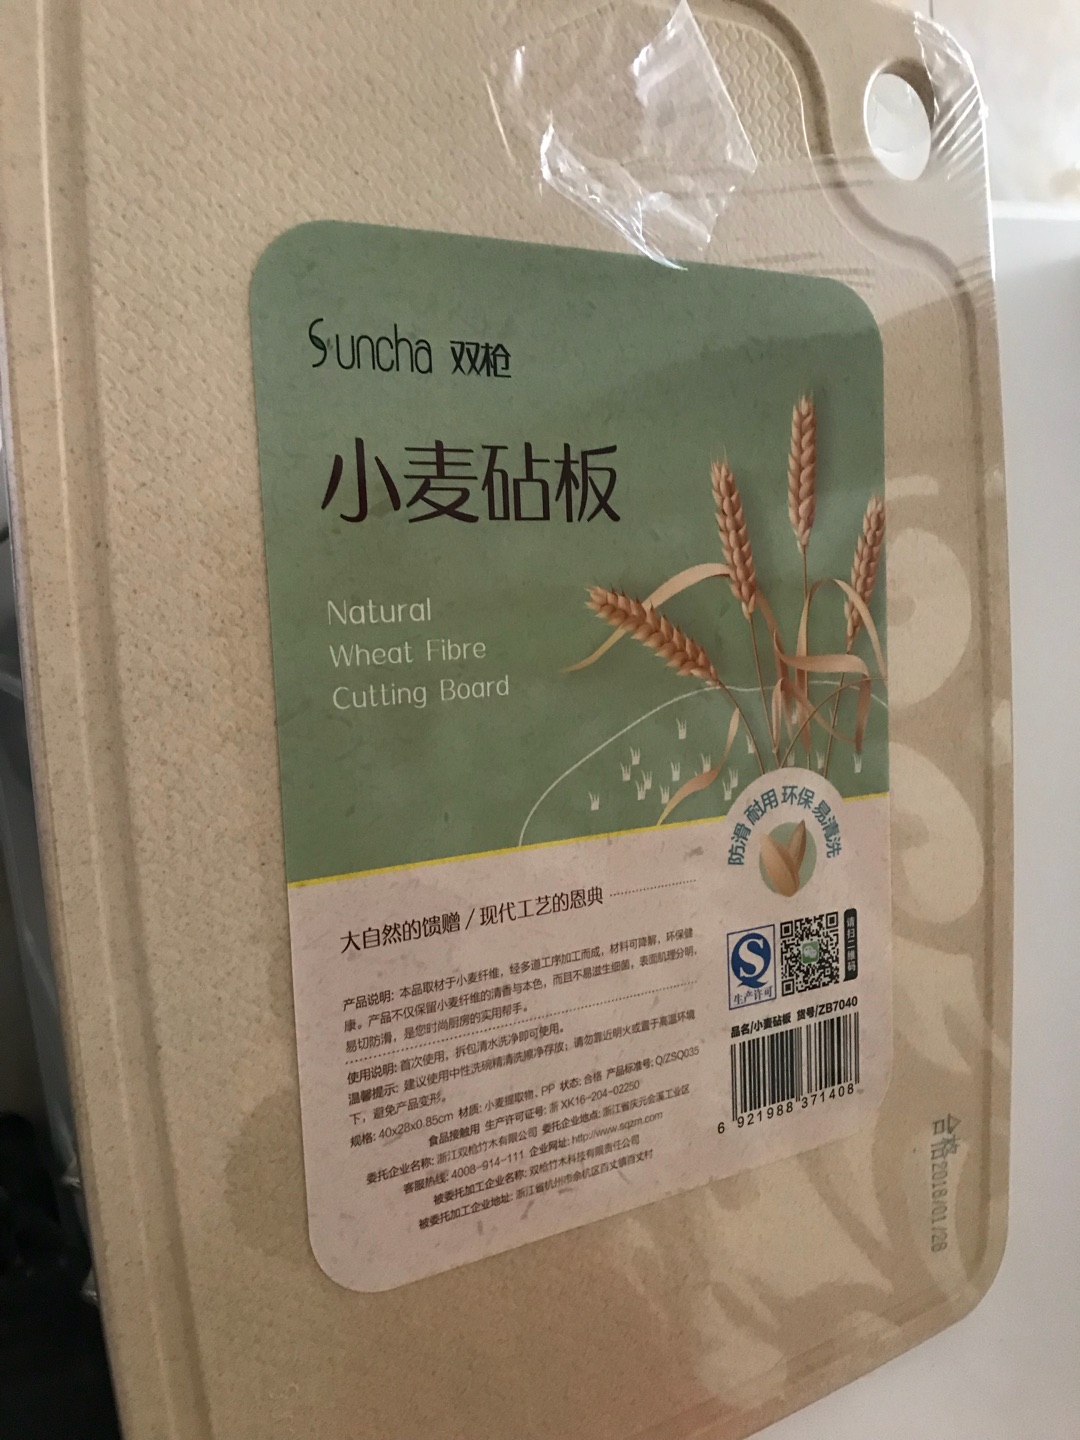 Suncha 双枪
小麦砧板
Natural
Wheat Fibre
Cutting Board
防滑 耐用 环保 易清洗
大自然的馈赠 / 现代工艺的恩典
产品说明: 本品取材于小麦纤维，经多道工序加工而成，材料可降解，环保健
康。产品不仅保留小麦纤维的清香与本色，而且不易滋生细菌，表面肌理分明，
易切防滑，是您时尚厨房的实用帮手。
使用说明: 首次使用，拆包清水洗净即可使用。
温馨提示: 建议使用中性洗碗精清洗擦净存放；请勿靠近明火或置于高温环境
下，避免产品变形。
规格: 40x28x0.85cm 材质: 小麦提取物、PP 状态: 合格 产品标准号: Q/ZSQ035
食品接触用 生产许可证号: 浙 XK16-204-02250
委托企业名称: 浙江双枪竹木有限公司 委托企业地点: 浙江省庆元会溪工业区
客服热线: 4008-914-111 企业网址: http://www.sqzm.com
被委托加工企业名称: 双枪竹木科技有限责任公司
被委托加工企业地址: 浙江省杭州市余杭区百丈镇百丈村
生产许可
请扫二维码
品名/小麦砧板 货号/ZB7040
6 921988 371408
合格2018/01/28